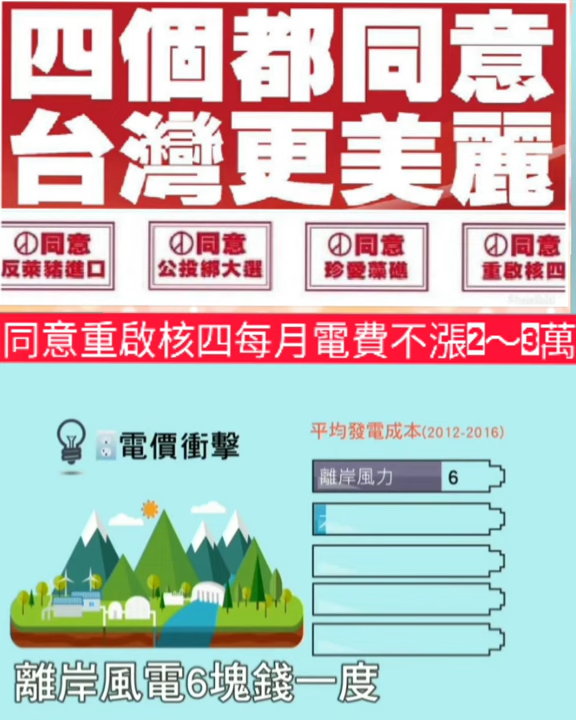 四個都同意
台灣更美麗
同意
反萊豬進口
同意
公投綁大選
同意
珍愛藻礁
同意
重啟核四
同意重啟核四每月電費不漲2～3萬
電價衝擊
平均發電成本(2012-2016)
離岸風力 6
離岸風電6塊錢一度